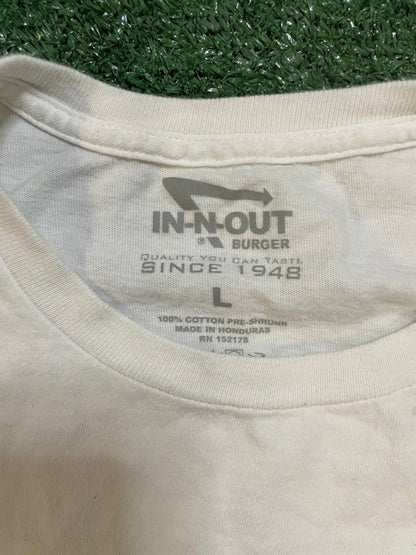 IN-N-OUT
® BURGER
QUALITY YOU CAN TASTE
SINCE 1948
L
100% COTTON PRE-SHRUNK
MADE IN HONDURAS
RN 152178